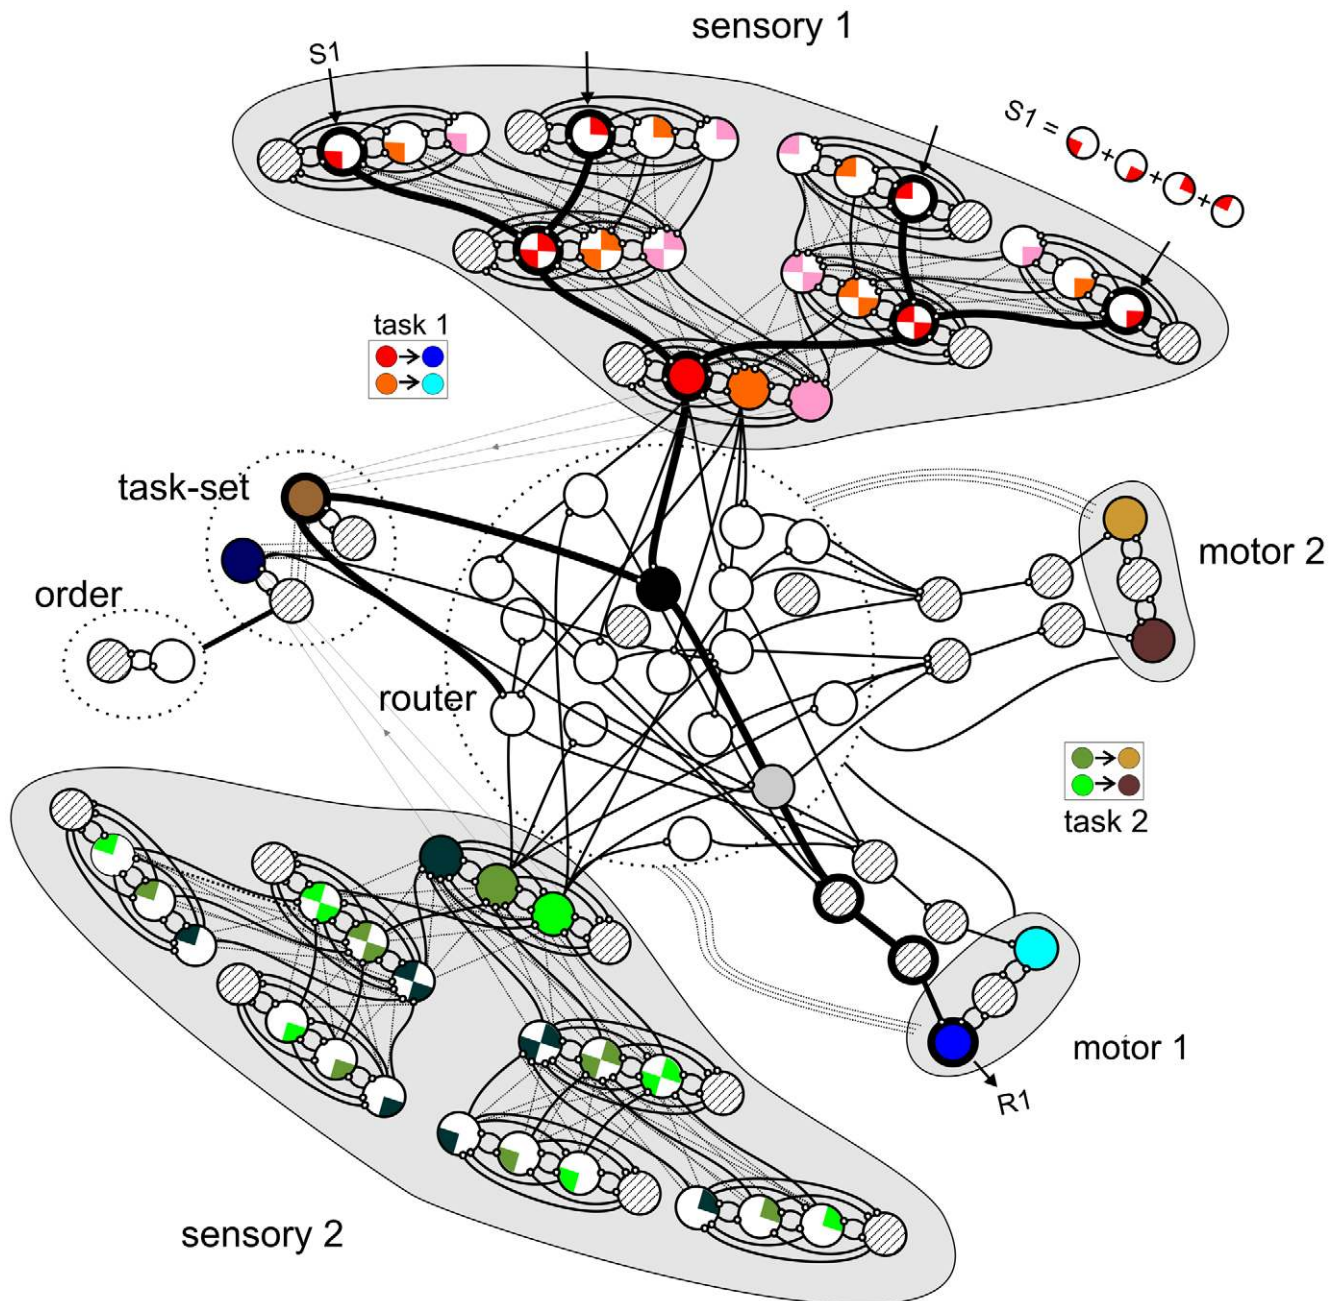 sensory 1
S1
S1 = + + +
task 1
task-set
motor 2
order
router
task 2
motor 1
R1
sensory 2